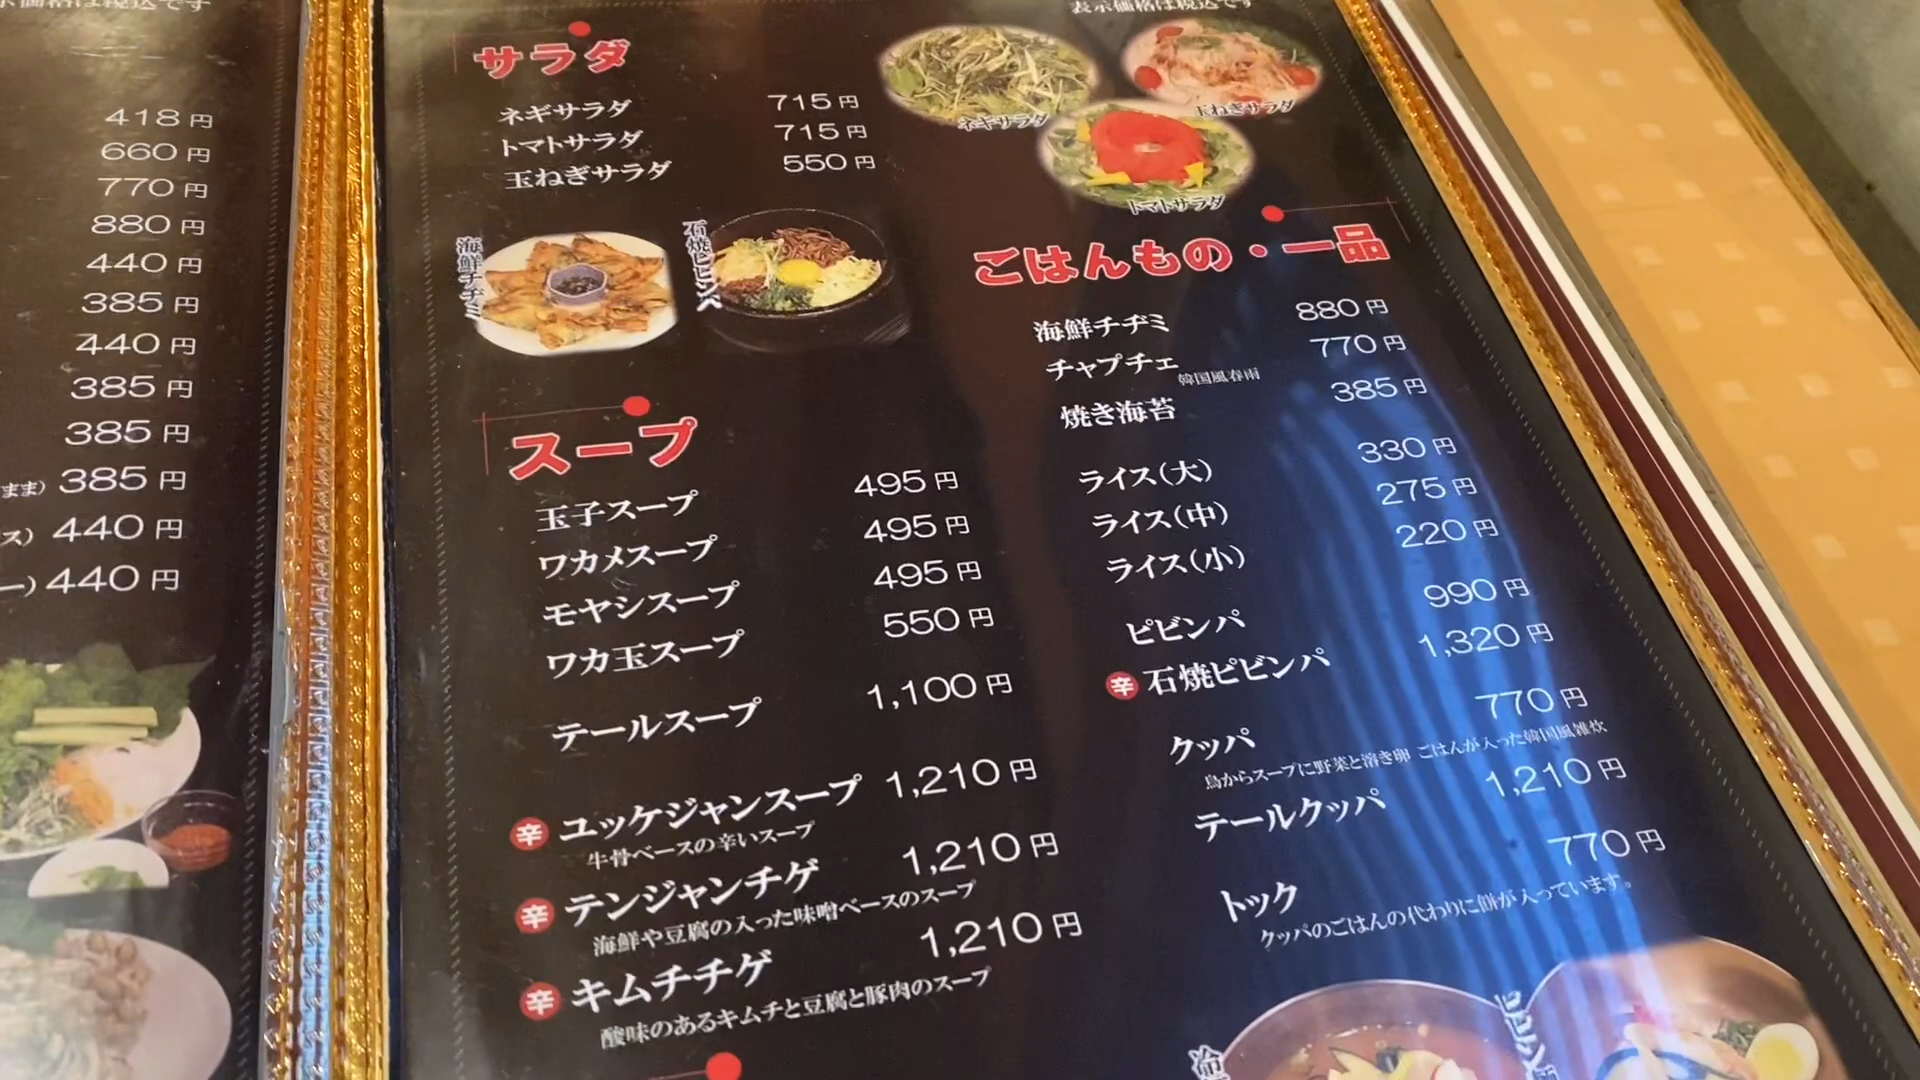 418円
660円
770円
880円
440円
385円
440円
385円
385円
まま) 385円
ス) 440円
ー) 440円
表示価格は税込です
サラダ
ネギサラダ 715円
トマトサラダ 715円
玉ねぎサラダ 550円
ネギサラダ
玉ねぎサラダ
トマトサラダ
海鮮チヂミ
石焼ピビンパ
スープ
玉子スープ 495円
ワカメスープ 495円
モヤシスープ 495円
ワカ玉スープ 550円
テールスープ 1,100円
辛 ユッケジャンスープ 1,210円
牛骨ベースの辛いスープ
辛 テンジャンチゲ 1,210円
海鮮や豆腐の入った味噌ベースのスープ
辛 キムチチゲ 1,210円
酸味のあるキムチと豆腐と豚肉のスープ
ごはんもの・一品
海鮮チヂミ 880円
チャプチェ 韓国風春雨 770円
焼き海苔 385円
ライス(大) 330円
ライス(中) 275円
ライス(小) 220円
ピビンパ 990円
辛 石焼ピビンパ 1,320円
クッパ 770円
鳥からスープに野菜と溶き卵 ごはんが入った韓国風雑炊
テールクッパ 1,210円
トック 770円
クッパのごはんの代わりに餅が入っています。
冷